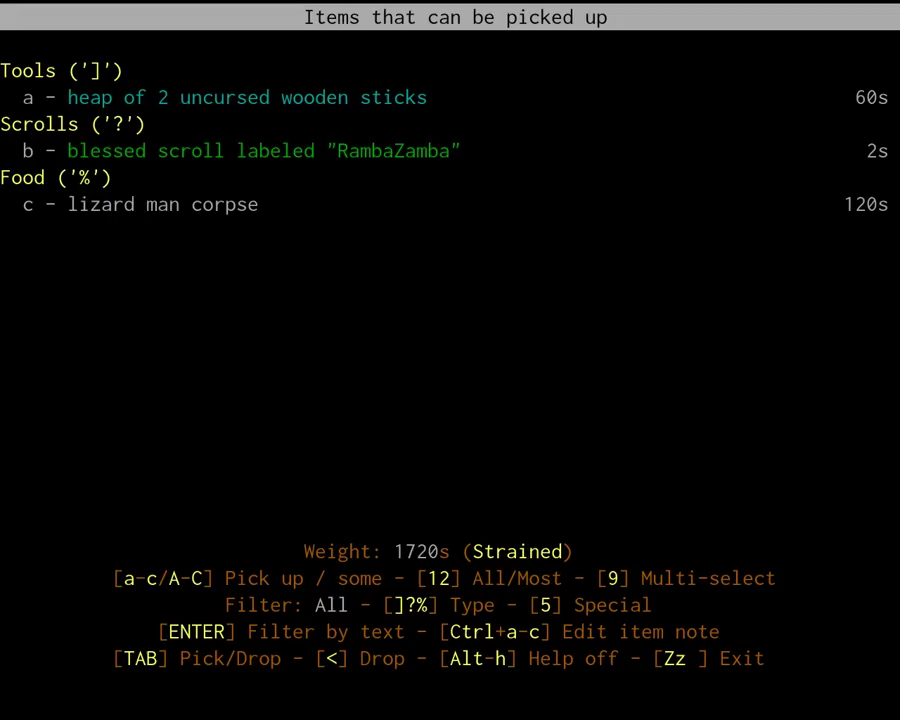 Items that can be picked up
Tools (']')
a - heap of 2 uncursed wooden sticks 60s
Scrolls ('?')
b - blessed scroll labeled "RambaZamba" 2s
Food ('%')
c - lizard man corpse 120s
Weight: 1720s (Strained)
[a-c/A-C] Pick up / some - [12] All/Most - [9] Multi-select
Filter: All - []?%] Type - [5] Special
[ENTER] Filter by text - [Ctrl+a-c] Edit item note
[TAB] Pick/Drop - [<] Drop - [Alt-h] Help off - [Zz ] Exit